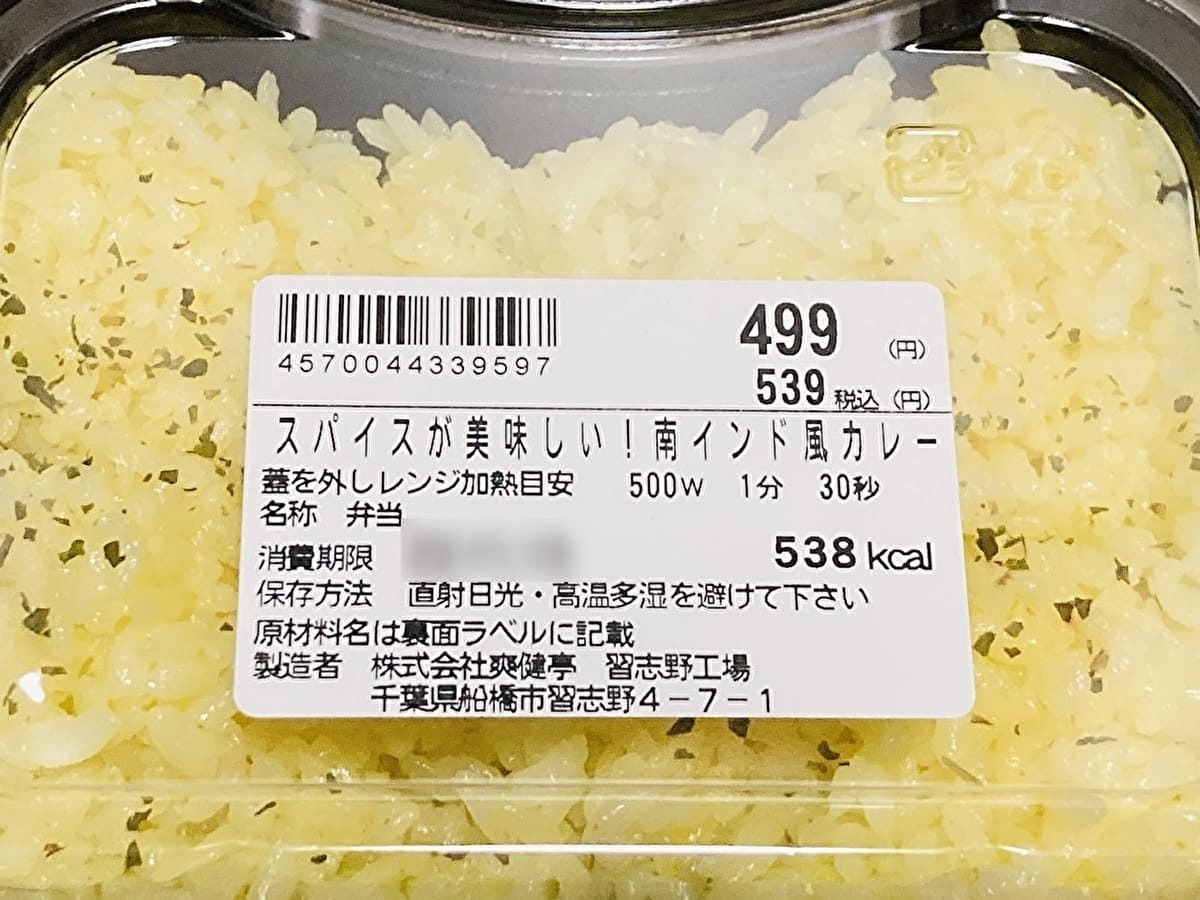 499 (円)
4570044339597
539 税込 (円)
スパイスが美味しい!南インド風カレー
蓋を外しレンジ加熱目安 500W 1分 30秒
名称 弁当
消費期限
538kcal
保存方法 直射日光・高温多湿を避けて下さい
原材料名は裏面ラベルに記載
製造者 株式会社爽健亭 習志野工場
千葉県船橋市習志野4-7-1